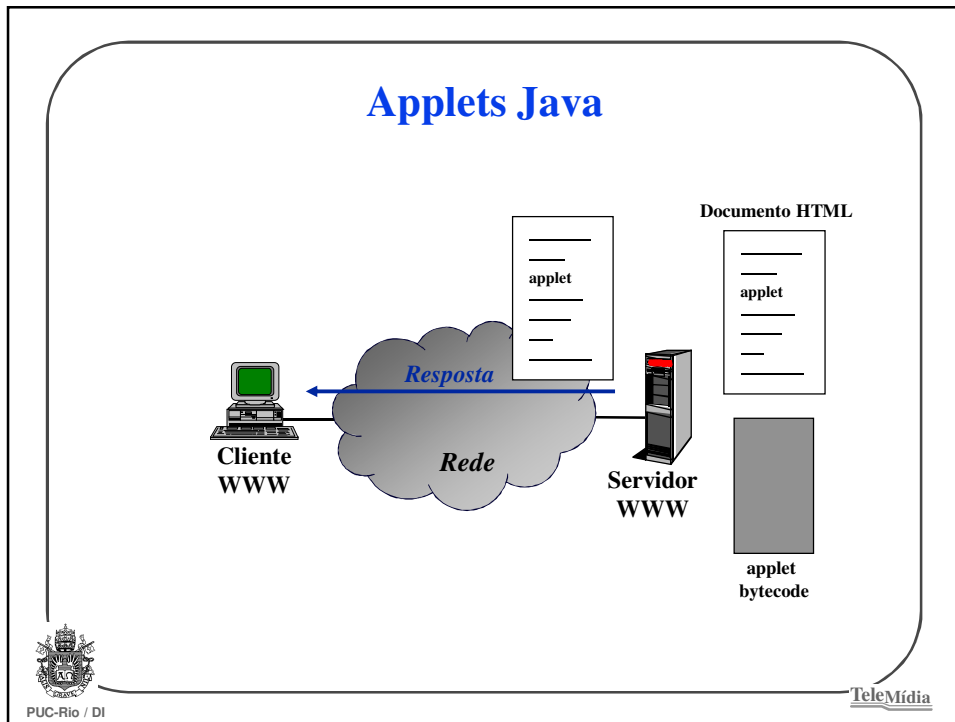 Applets Java
Documento HTML
applet
applet
Resposta
Rede
Cliente
WWW
Servidor
WWW
applet
bytecode
PUC-Rio / DI
TeleMídia